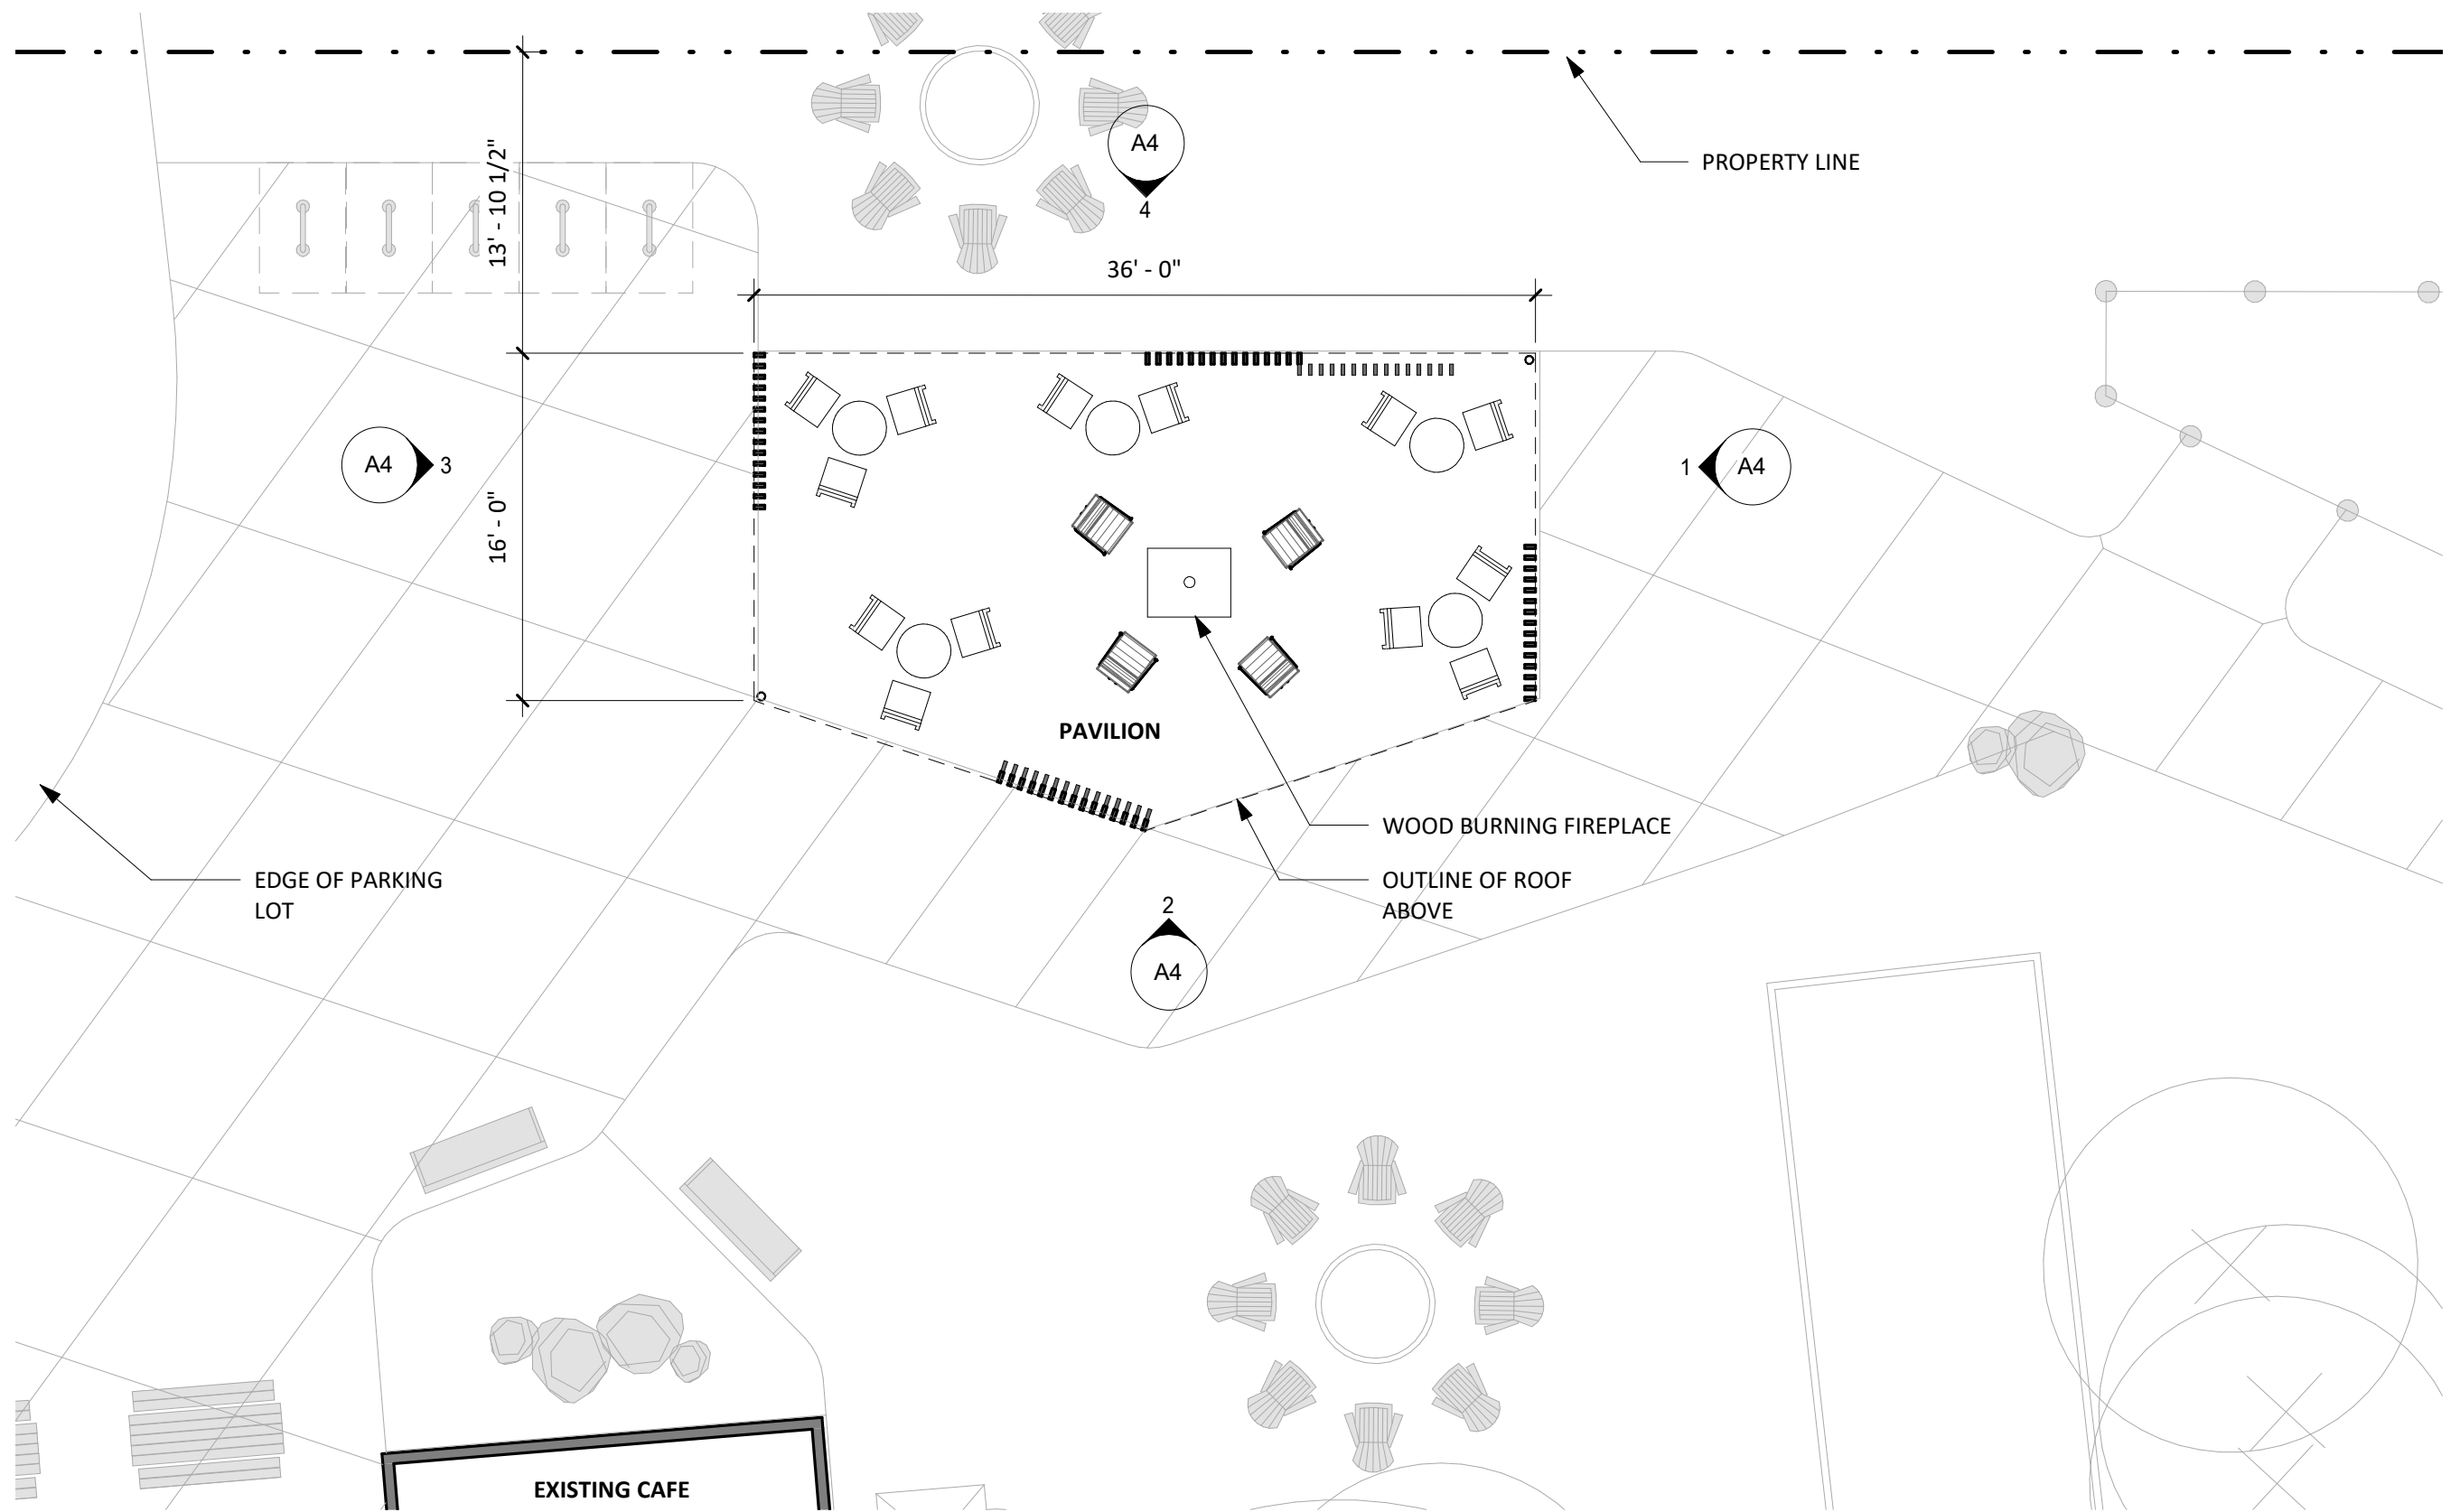 A4
4
13' - 10 1/2"
PROPERTY LINE
36' - 0"
A4
3
1
A4
16' - 0"
PAVILION
WOOD BURNING FIREPLACE
EDGE OF PARKING
LOT
OUTLINE OF ROOF
ABOVE
2
A4
EXISTING CAFE